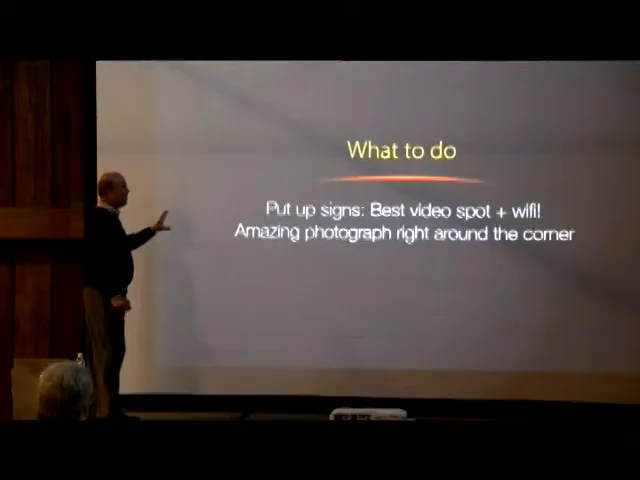 What to do
Put up signs: Best video spot + wifi!
Amazing photograph right around the corner